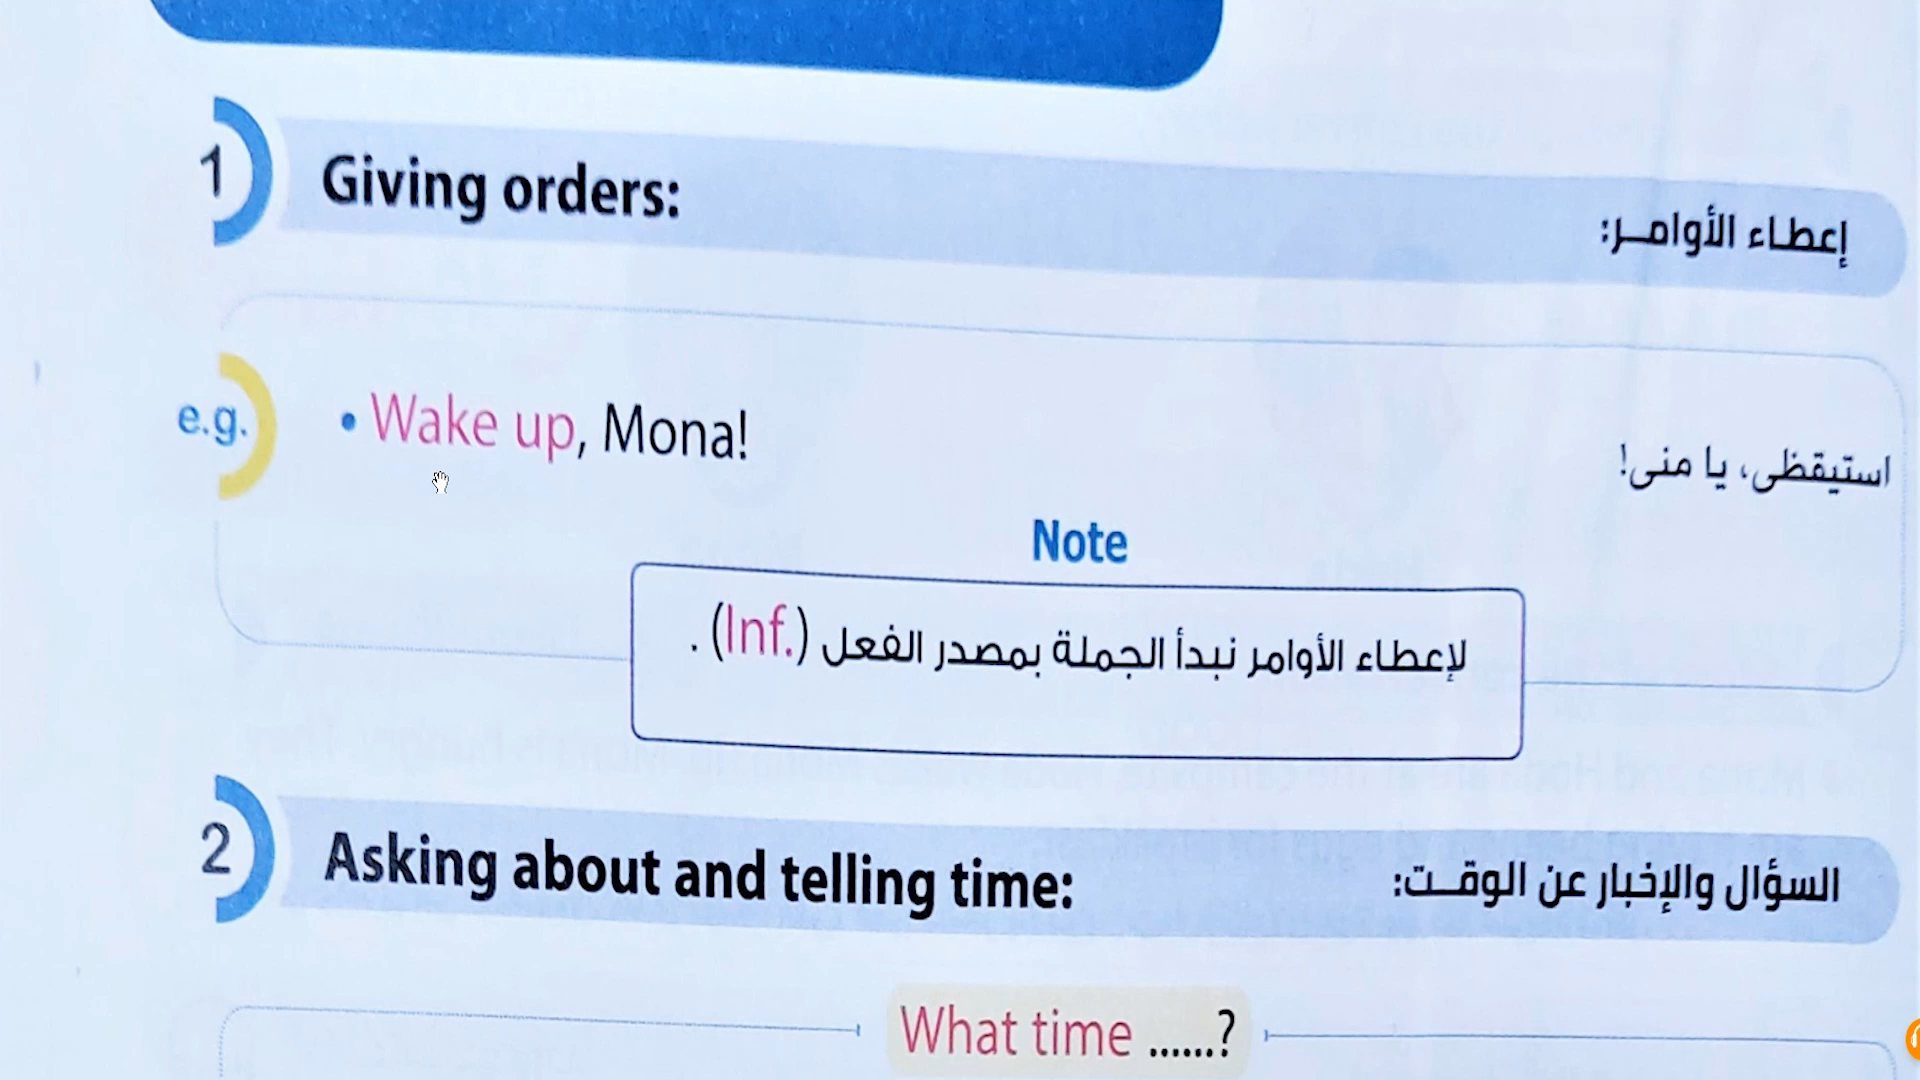 1 Giving orders: إعطاء الأوامر:
e.g. • Wake up, Mona! استيقظى، يا منى!
Note
لإعطاء الأوامر نبدأ الجملة بمصدر الفعل (Inf.) .
2 Asking about and telling time: السؤال والإخبار عن الوقت:
What time ......?